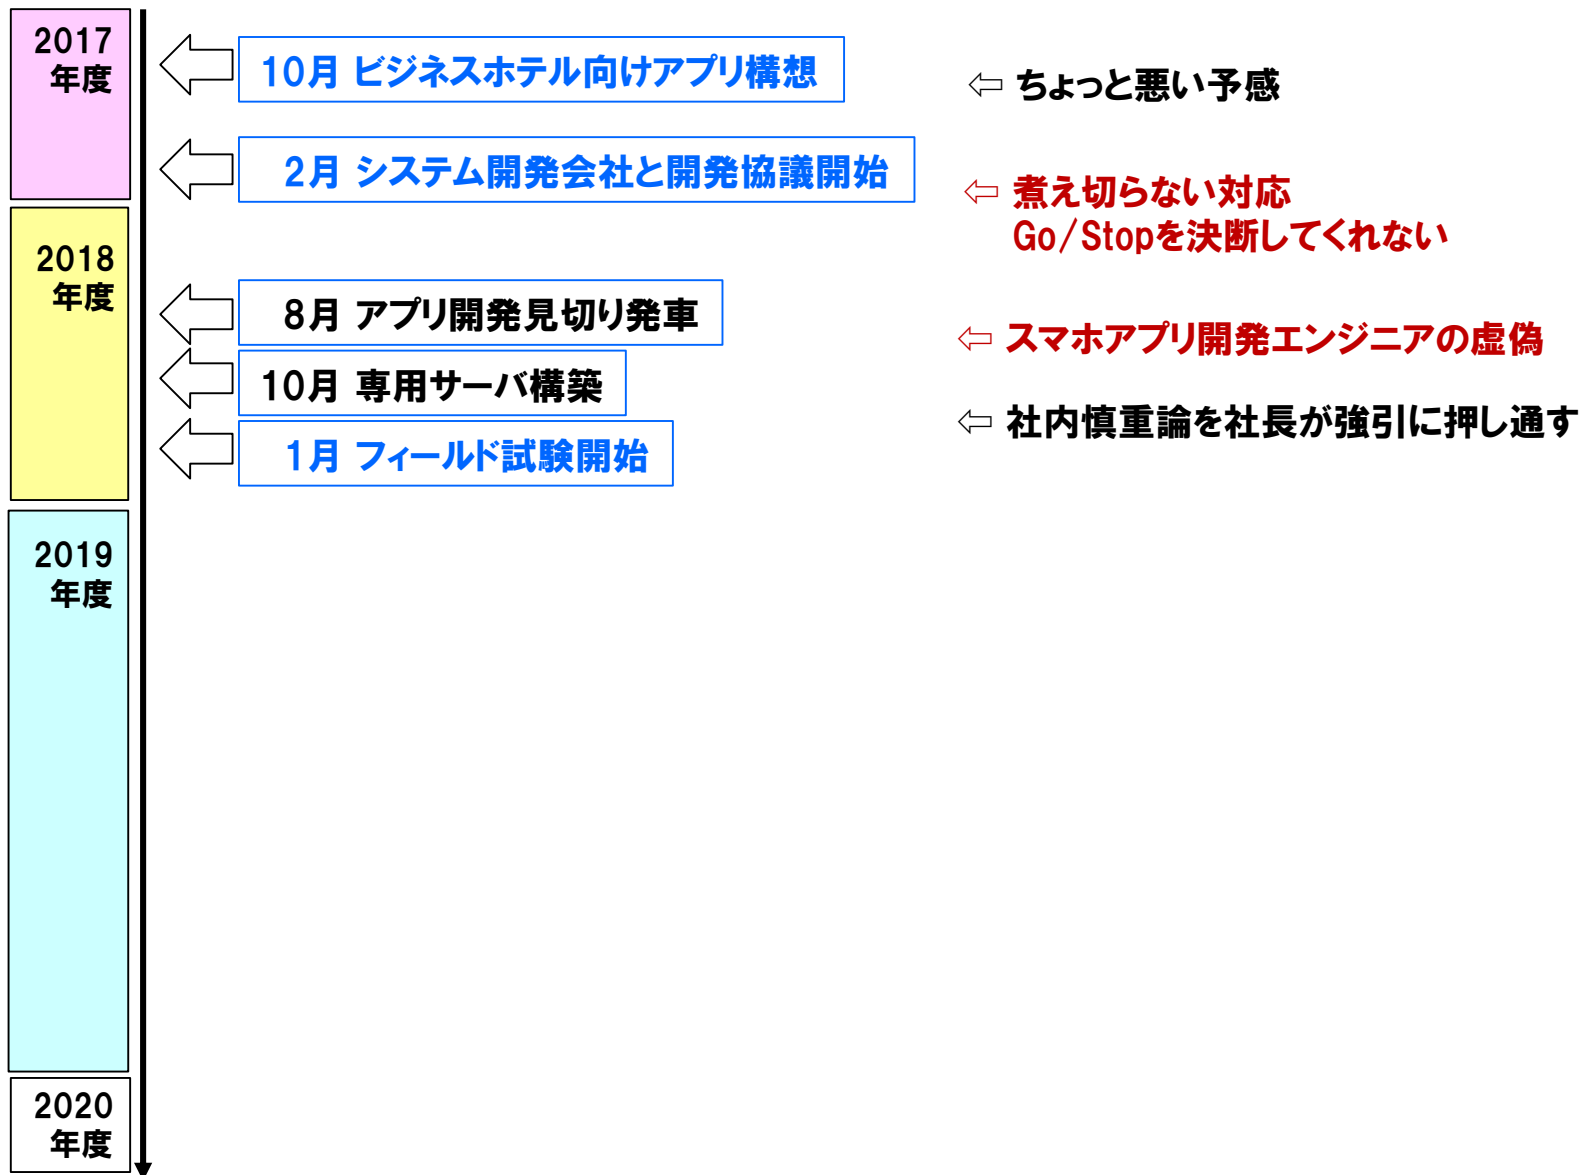 2017
年度
10月 ビジネスホテル向けアプリ構想
⇦ ちょっと悪い予感
2月 システム開発会社と開発協議開始
⇦ 煮え切らない対応
Go/Stopを決断してくれない
2018
年度
8月 アプリ開発見切り発車
⇦ スマホアプリ開発エンジニアの虚偽
10月 専用サーバ構築
⇦ 社内慎重論を社長が強引に押し通す
1月 フィールド試験開始
2019
年度
2020
年度